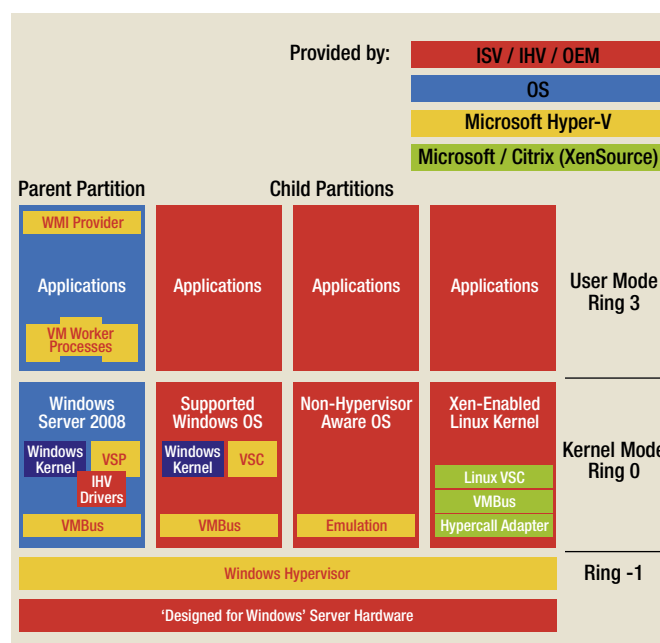 Provided by:
ISV / IHV / OEM
OS
Microsoft Hyper-V
Microsoft / Citrix (XenSource)
Parent Partition
Child Partitions
WMI Provider
Applications
VM Worker
Processes
Applications
Applications
Applications
User Mode
Ring 3
Windows
Server 2008
Windows
Kernel
VSP
IHV
Drivers
VMBus
Supported
Windows OS
Windows
Kernel
VSC
VMBus
Non-Hypervisor
Aware OS
Emulation
Xen-Enabled
Linux Kernel
Linux VSC
VMBus
Hypercall Adapter
Kernel Mode
Ring 0
Windows Hypervisor
Ring -1
‘Designed for Windows’ Server Hardware